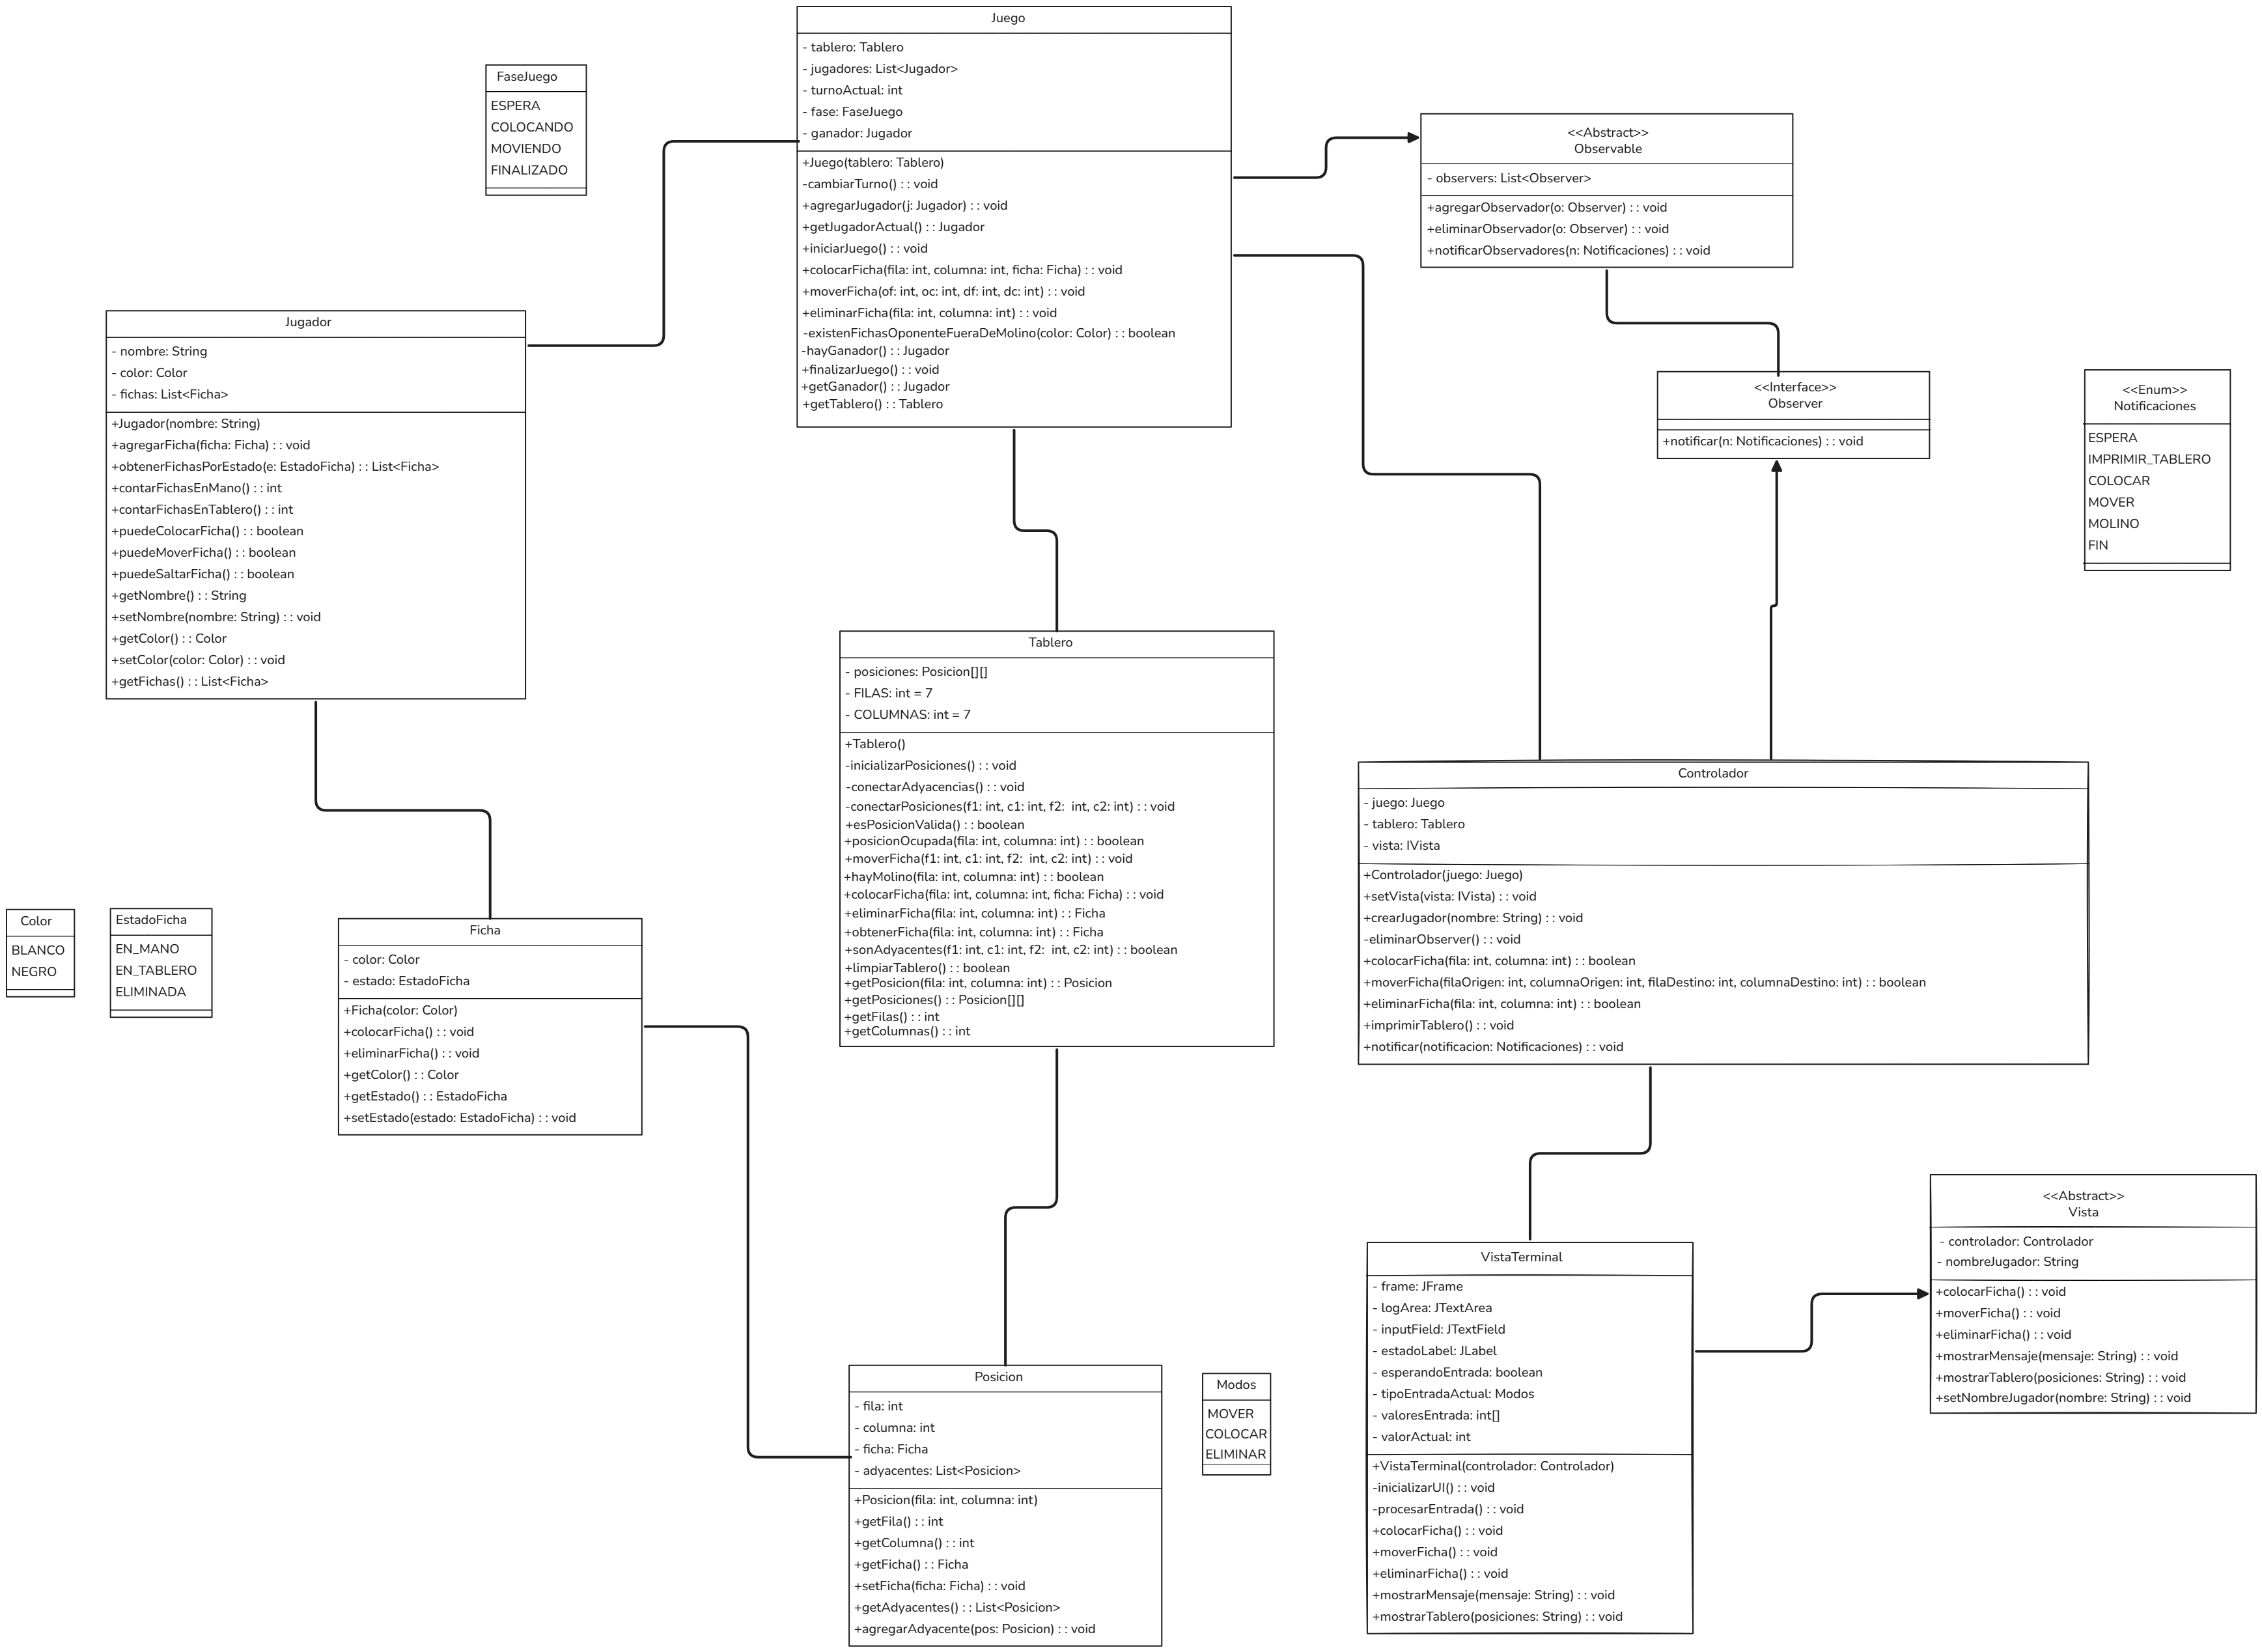 Juego
- tablero: Tablero
- jugadores: List<Jugador>
- turnoActual: int
- fase: FaseJuego
- ganador: Jugador
+Juego(tablero: Tablero)
-cambiarTurno() : : void
+agregarJugador(j: Jugador) : : void
+getJugadorActual() : : Jugador
+iniciarJuego() : : void
+colocarFicha(fila: int, columna: int, ficha: Ficha) : : void
+moverFicha(of: int, oc: int, df: int, dc: int) : : void
+eliminarFicha(fila: int, columna: int) : : void
-existenFichasOponenteFueraDeMolino(color: Color) : : boolean
-hayGanador() : : Jugador
+finalizarJuego() : : void
+getGanador() : : Jugador
+getTablero() : : Tablero
FaseJuego
ESPERA
COLOCANDO
MOVIENDO
FINALIZADO
<<Abstract>>
Observable
- observers: List<Observer>
+agregarObservador(o: Observer) : : void
+eliminarObservador(o: Observer) : : void
+notificarObservadores(n: Notificaciones) : : void
Jugador
- nombre: String
- color: Color
- fichas: List<Ficha>
+Jugador(nombre: String)
+agregarFicha(ficha: Ficha) : : void
+obtenerFichasPorEstado(e: EstadoFicha) : : List<Ficha>
+contarFichasEnMano() : : int
+contarFichasEnTablero() : : int
+puedeColocarFicha() : : boolean
+puedeMoverFicha() : : boolean
+puedeSaltarFicha() : : boolean
+getNombre() : : String
+setNombre(nombre: String) : : void
+getColor() : : Color
+setColor(color: Color) : : void
+getFichas() : : List<Ficha>
<<Interface>>
Observer
+notificar(n: Notificaciones) : : void
<<Enum>>
Notificaciones
ESPERA
IMPRIMIR_TABLERO
COLOCAR
MOVER
MOLINO
FIN
Tablero
- posiciones: Posicion[][]
- FILAS: int = 7
- COLUMNAS: int = 7
+Tablero()
-inicializarPosiciones() : : void
-conectarAdyacencias() : : void
-conectarPosiciones(f1: int, c1: int, f2:  int, c2: int) : : void
+esPosicionValida() : : boolean
+posicionOcupada(fila: int, columna: int) : : boolean
+moverFicha(f1: int, c1: int, f2:  int, c2: int) : : void
+hayMolino(fila: int, columna: int) : : boolean
+colocarFicha(fila: int, columna: int, ficha: Ficha) : : void
+eliminarFicha(fila: int, columna: int) : : Ficha
+obtenerFicha(fila: int, columna: int) : : Ficha
+sonAdyacentes(f1: int, c1: int, f2:  int, c2: int) : : boolean
+limpiarTablero() : : boolean
+getPosicion(fila: int, columna: int) : : Posicion
+getPosiciones() : : Posicion[][]
+getFilas() : : int
+getColumnas() : : int
Controlador
- juego: Juego
- tablero: Tablero
- vista: IVista
+Controlador(juego: Juego)
+setVista(vista: IVista) : : void
+crearJugador(nombre: String) : : void
-eliminarObserver() : : void
+colocarFicha(fila: int, columna: int) : : boolean
+moverFicha(filaOrigen: int, columnaOrigen: int, filaDestino: int, columnaDestino: int) : : boolean
+eliminarFicha(fila: int, columna: int) : : boolean
+imprimirTablero() : : void
+notificar(notificacion: Notificaciones) : : void
Color
BLANCO
NEGRO
EstadoFicha
EN_MANO
EN_TABLERO
ELIMINADA
Ficha
- color: Color
- estado: EstadoFicha
+Ficha(color: Color)
+colocarFicha() : : void
+eliminarFicha() : : void
+getColor() : : Color
+getEstado() : : EstadoFicha
+setEstado(estado: EstadoFicha) : : void
<<Abstract>>
Vista
- controlador: Controlador
- nombreJugador: String
+colocarFicha() : : void
+moverFicha() : : void
+eliminarFicha() : : void
+mostrarMensaje(mensaje: String) : : void
+mostrarTablero(posiciones: String) : : void
+setNombreJugador(nombre: String) : : void
VistaTerminal
- frame: JFrame
- logArea: JTextArea
- inputField: JTextField
- estadoLabel: JLabel
- esperandoEntrada: boolean
- tipoEntradaActual: Modos
- valoresEntrada: int[]
- valorActual: int
+VistaTerminal(controlador: Controlador)
-inicializarUI() : : void
-procesarEntrada() : : void
+colocarFicha() : : void
+moverFicha() : : void
+eliminarFicha() : : void
+mostrarMensaje(mensaje: String) : : void
+mostrarTablero(posiciones: String) : : void
Posicion
- fila: int
- columna: int
- ficha: Ficha
- adyacentes: List<Posicion>
+Posicion(fila: int, columna: int)
+getFila() : : int
+getColumna() : : int
+getFicha() : : Ficha
+setFicha(ficha: Ficha) : : void
+getAdyacentes() : : List<Posicion>
+agregarAdyacente(pos: Posicion) : : void
Modos
MOVER
COLOCAR
ELIMINAR